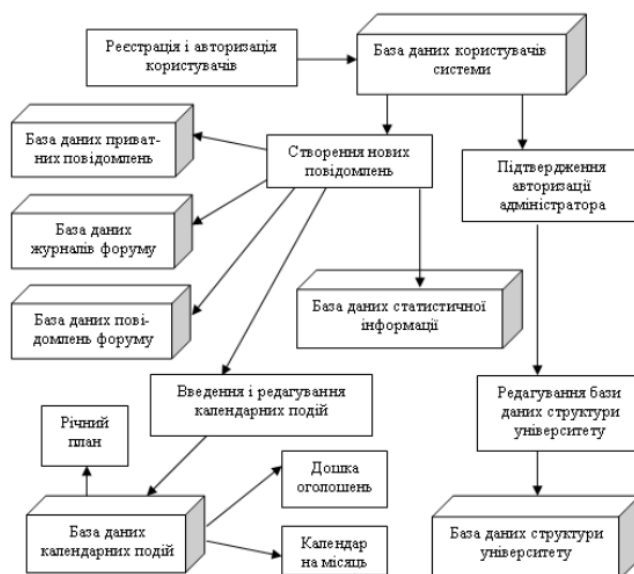 Реєстрація і авторизація
користувачів
База даних користувачів
системи
База даних приват-
них повідомлень
Створення нових
повідомлень
Підтвердження
авторизації
адміністратора
База даних
журналів форуму
База даних пові-
домлень форуму
База даних статистичної
інформації
Введення і редагування
календарних подій
Редагування бази
даних структури
університету
Річний
план
Дошка
оголошень
База даних
календарних подій
Календар
на місяць
База даних структури
університету